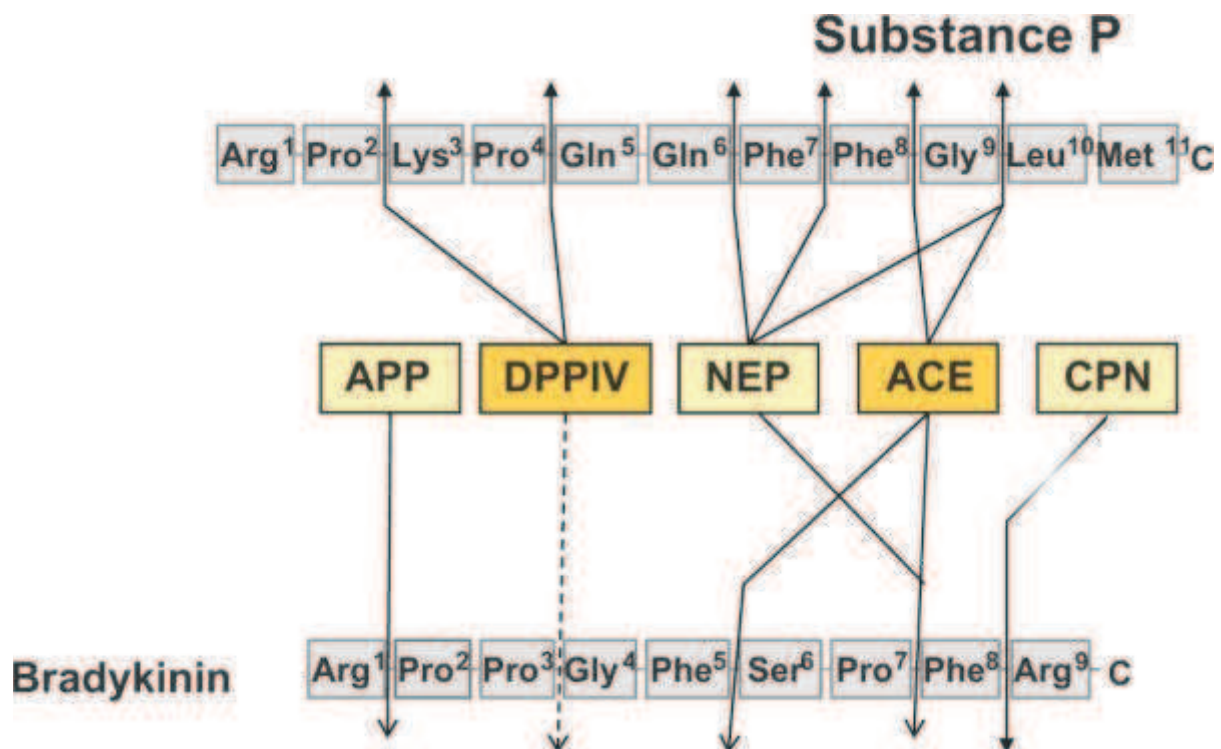 Substance P
Arg1 Pro2 Lys3 Pro4 Gln5 Gln6 Phe7 Phe8 Gly9 Leu10 Met 11 C
APP DPPIV NEP ACE CPN
Bradykinin Arg1 Pro2 Pro3 Gly4 Phe5 Ser6 Pro7 Phe8 Arg9 C